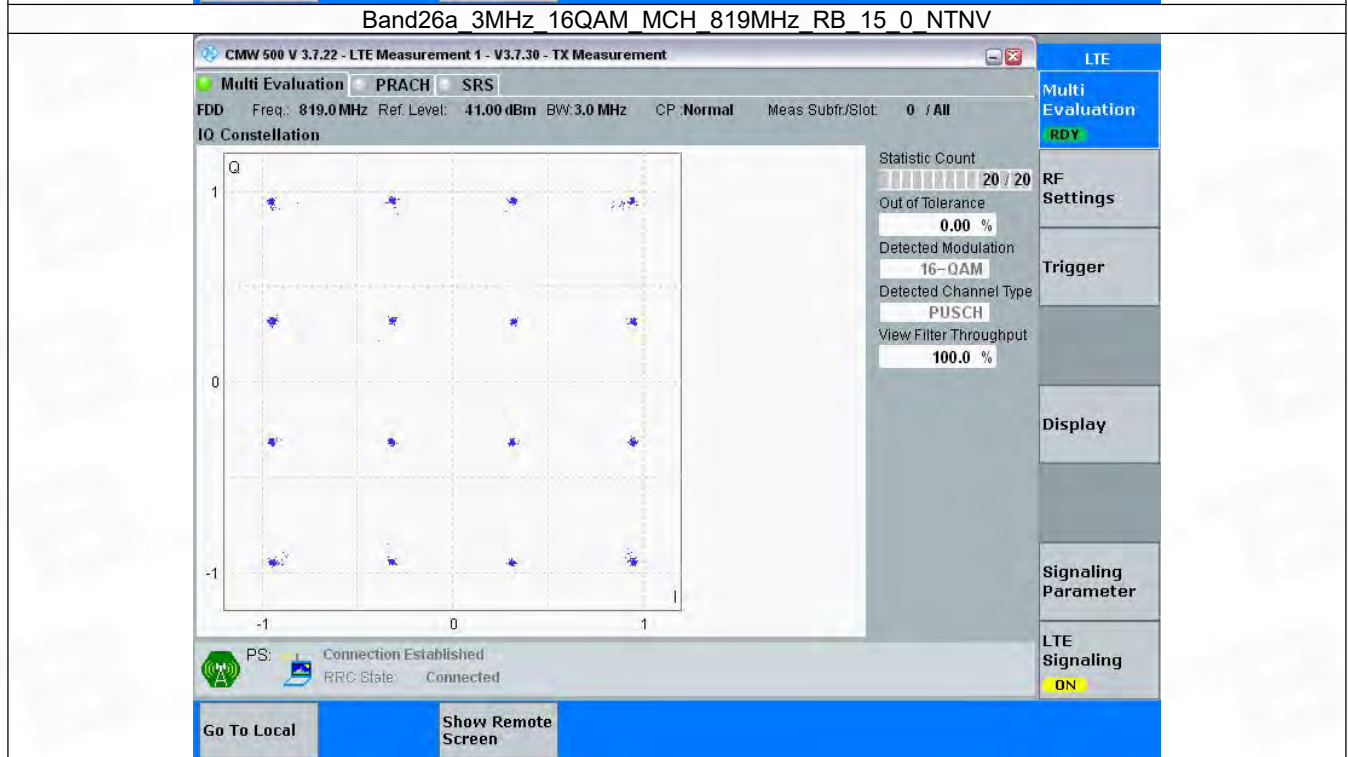 Band26a_3MHz_16QAM_MCH_819MHz_RB_15_0_NTNV
CMW 500 V 3.7.22 - LTE Measurement 1 - V3.7.30 - TX Measurement
LTE
Multi Evaluation PRACH SRS
Multi
Evaluation
RDY
FDD Freq.: 819.0 MHz Ref. Level: 41.00 dBm BW: 3.0 MHz CP :Normal Meas Subfr./Slot: 0 / All
IQ Constellation
Q
1
0
-1
I
-1 0 1
Statistic Count
20 / 20
Out of Tolerance
0.00 %
Detected Modulation
16-QAM
Detected Channel Type
PUSCH
View Filter Throughput
100.0 %
RF
Settings
Trigger
Display
Signaling
Parameter
LTE
Signaling
ON
PS: Connection Established
RRC State: Connected
Go To Local
Show Remote
Screen